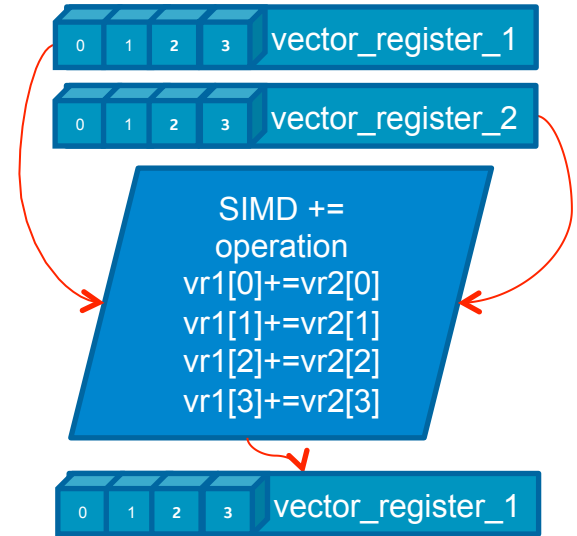 0 1 2 3 vector_register_1
0 1 2 3 vector_register_2
SIMD +=
operation
vr1[0]+=vr2[0]
vr1[1]+=vr2[1]
vr1[2]+=vr2[2]
vr1[3]+=vr2[3]
0 1 2 3 vector_register_1